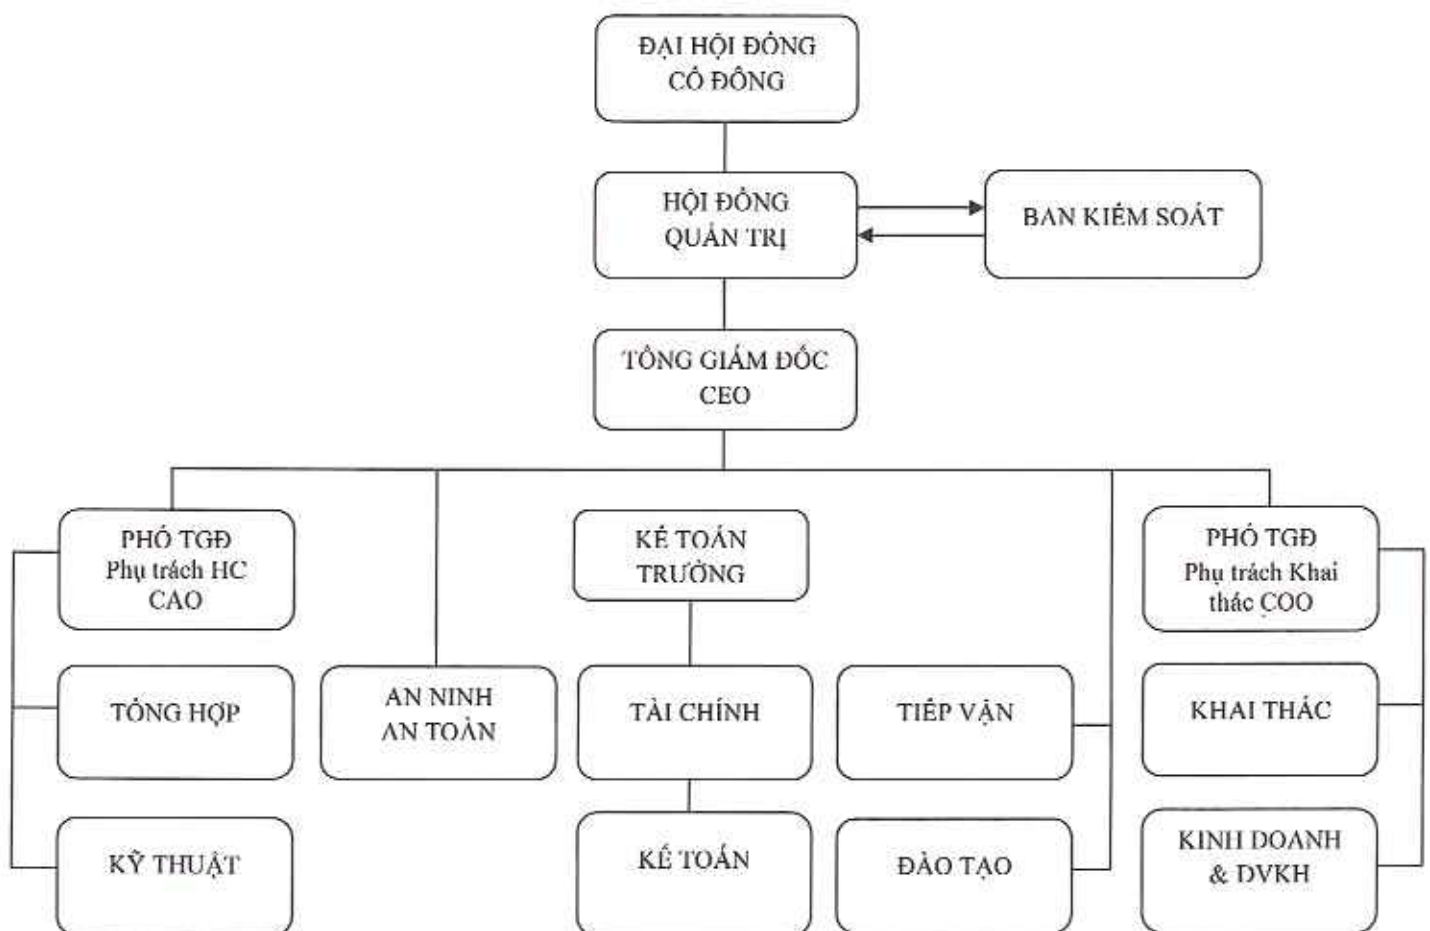 ĐẠI HỘI ĐỒNG
CỔ ĐÔNG
HỘI ĐỒNG
QUẢN TRỊ
BAN KIỂM SOÁT
TỔNG GIÁM ĐỐC
CEO
PHÓ TGĐ
Phụ trách HC
CAO
KẾ TOÁN
TRƯỞNG
PHÓ TGĐ
Phụ trách Khai
thác COO
TỔNG HỢP
AN NINH
AN TOÀN
TÀI CHÍNH
TIẾP VẬN
KHAI THÁC
KỸ THUẬT
KẾ TOÁN
ĐÀO TẠO
KINH DOANH
& DVKH